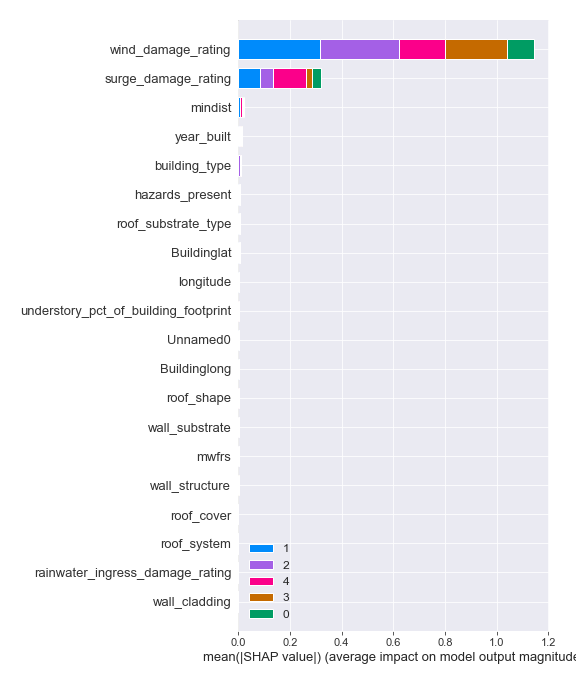 wind_damage_rating
surge_damage_rating
mindist
year_built
building_type
hazards_present
roof_substrate_type
Buildinglat
longitude
understory_pct_of_building_footprint
Unnamed0
Buildinglong
roof_shape
wall_substrate
mwfrs
wall_structure
roof_cover
roof_system
rainwater_ingress_damage_rating
wall_cladding
1
2
4
3
0
0.0 0.2 0.4 0.6 0.8 1.0 1.2
mean(|SHAP value|) (average impact on model output magnitude